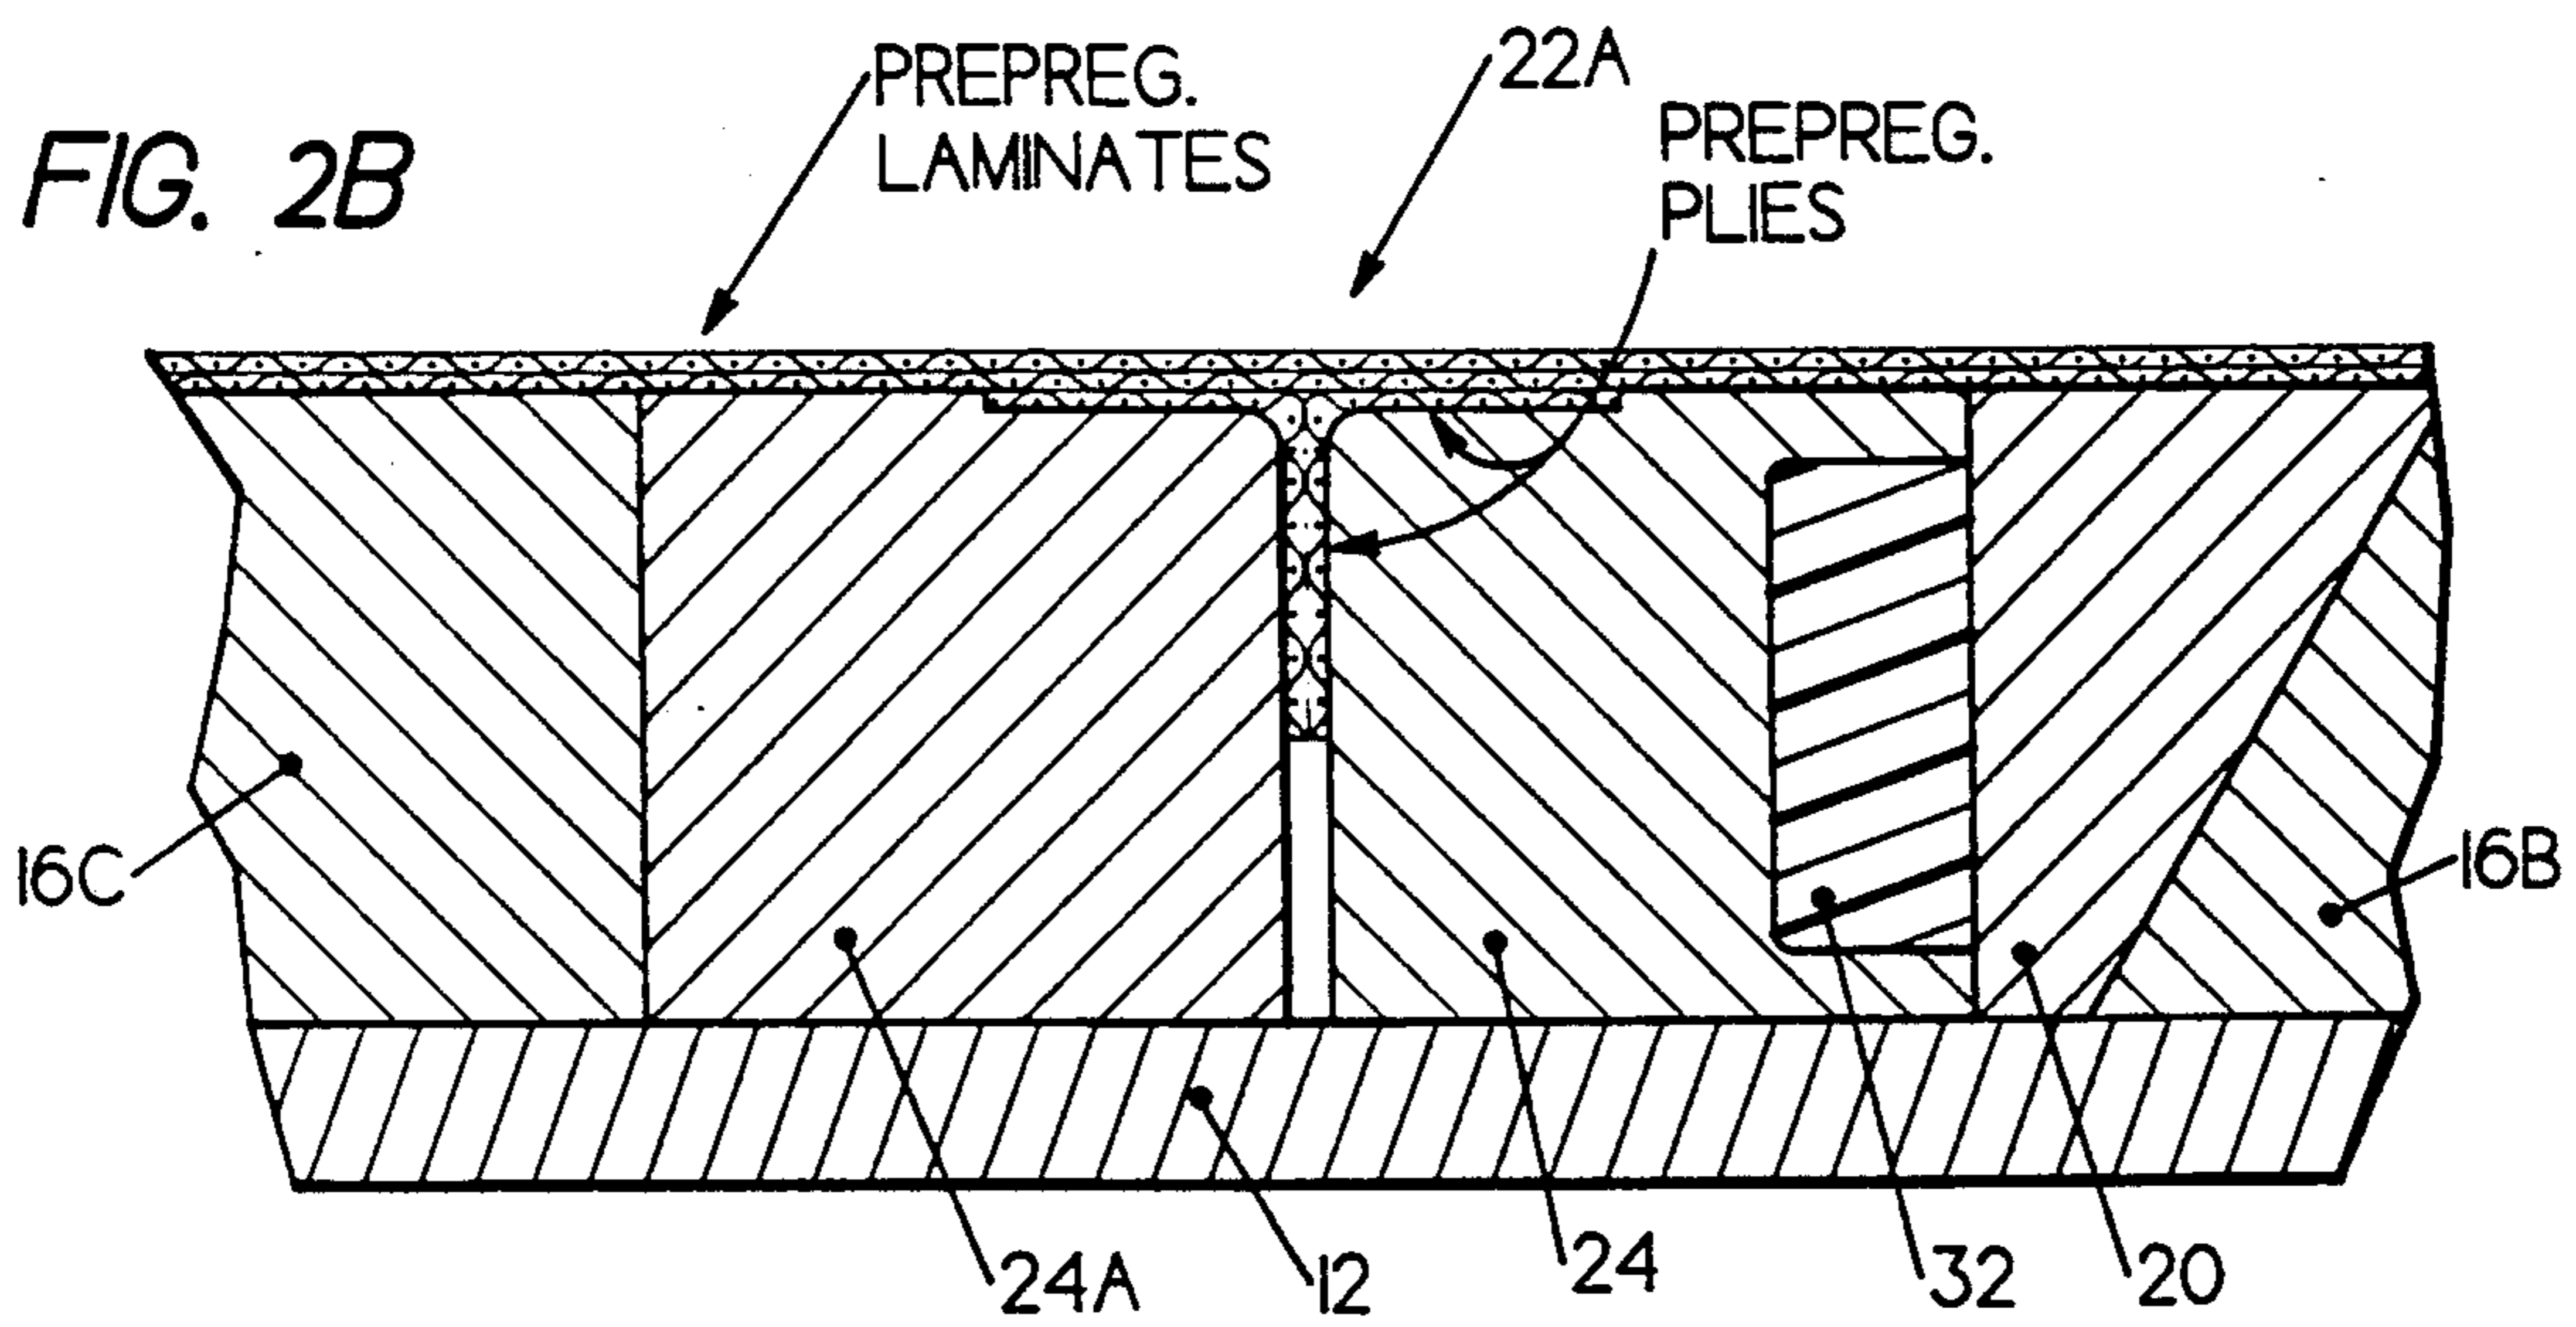 FIG. 2B
PREPREG.
LAMINATES
22A
PREPREG.
PLIES
16C
16B
24A
12
24
32
20